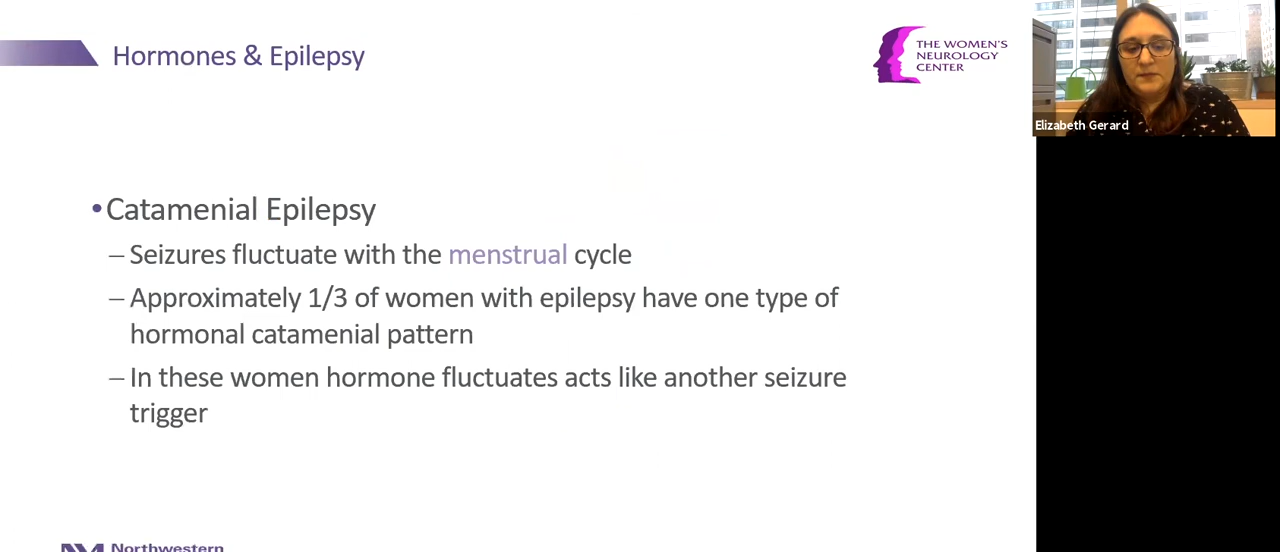 Hormones & Epilepsy
THE WOMEN'S
NEUROLOGY
CENTER
Elizabeth Gerard
•Catamenial Epilepsy
–Seizures fluctuate with the menstrual cycle
–Approximately 1/3 of women with epilepsy have one type of
hormonal catamenial pattern
–In these women hormone fluctuates acts like another seizure
trigger
NM Northwestern